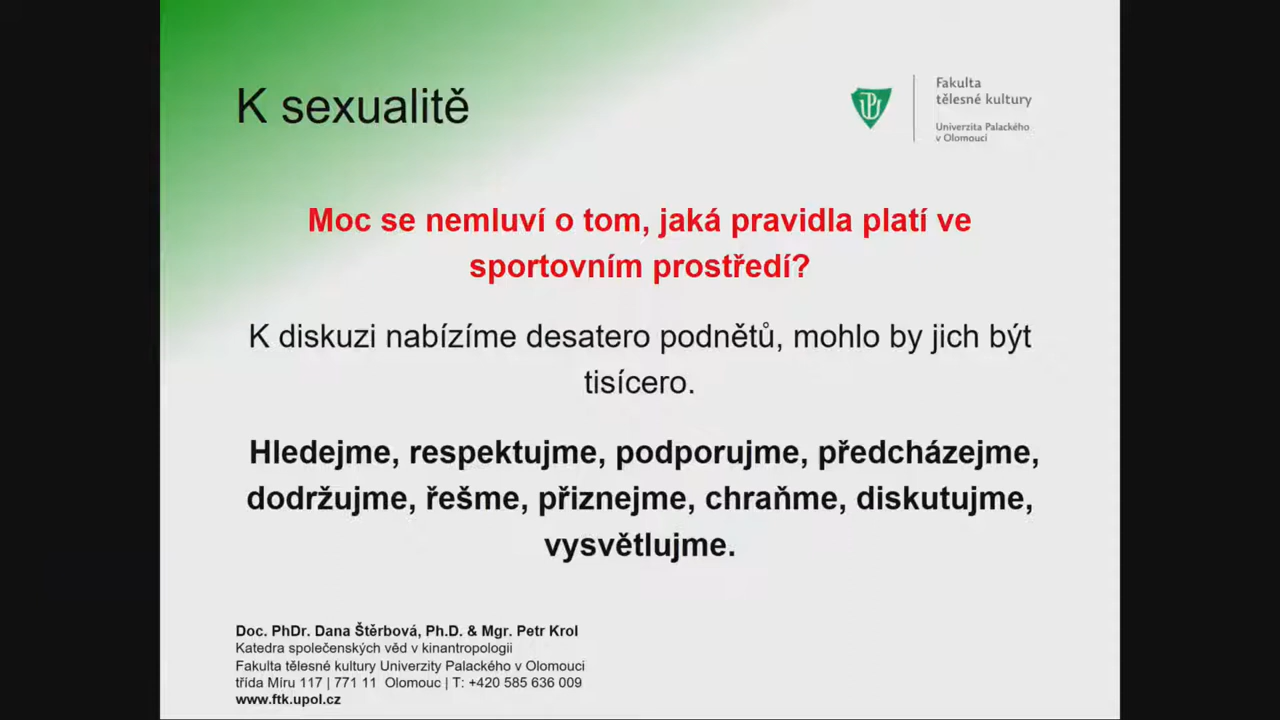 K sexualitě
Fakulta
tělesné kultury
Univerzita Palackého
v Olomouci
Moc se nemluví o tom, jaká pravidla platí ve
sportovním prostředí?
K diskuzi nabízíme desatero podnětů, mohlo by jich být
tisícero.
Hledejme, respektujme, podporujme, předcházejme,
dodržujme, řešme, přiznejme, chraňme, diskutujme,
vysvětlujme.
Doc. PhDr. Dana Štěrbová, Ph.D. & Mgr. Petr Krol
Katedra společenských věd v kinantropologii
Fakulta tělesné kultury Univerzity Palackého v Olomouci
třída Míru 117 | 771 11 Olomouc | T: +420 585 636 009
www.ftk.upol.cz